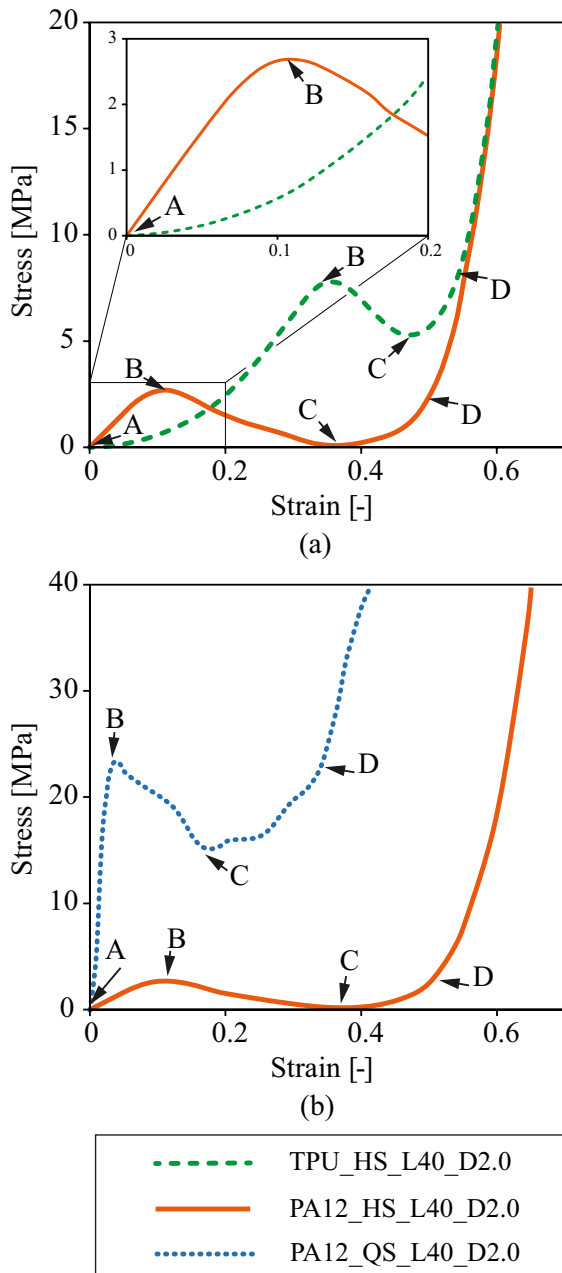 20
15
10
5
0
Stress [MPa]
3
2
1
0
A
B
0
0.1
0.2
B
A
B
C
C
D
D
0
0.2
0.4
0.6
Strain [-]
(a)
40
30
20
10
0
Stress [MPa]
B
C
D
A
B
C
D
0
0.2
0.4
0.6
Strain [-]
(b)
TPU_HS_L40_D2.0
PA12_HS_L40_D2.0
PA12_QS_L40_D2.0